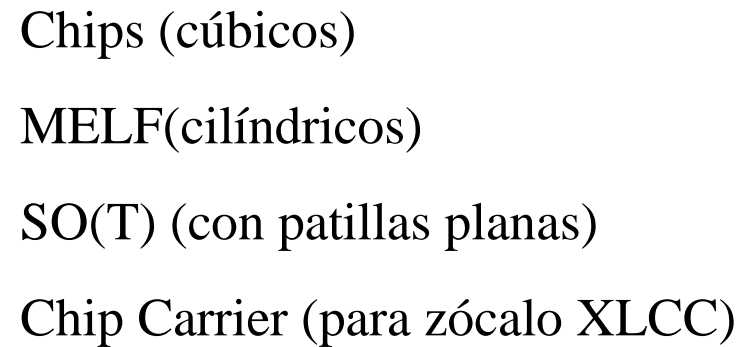 Chips (cúbicos)
MELF(cilíndricos)
SO(T) (con patillas planas)
Chip Carrier (para zócalo XLCC)